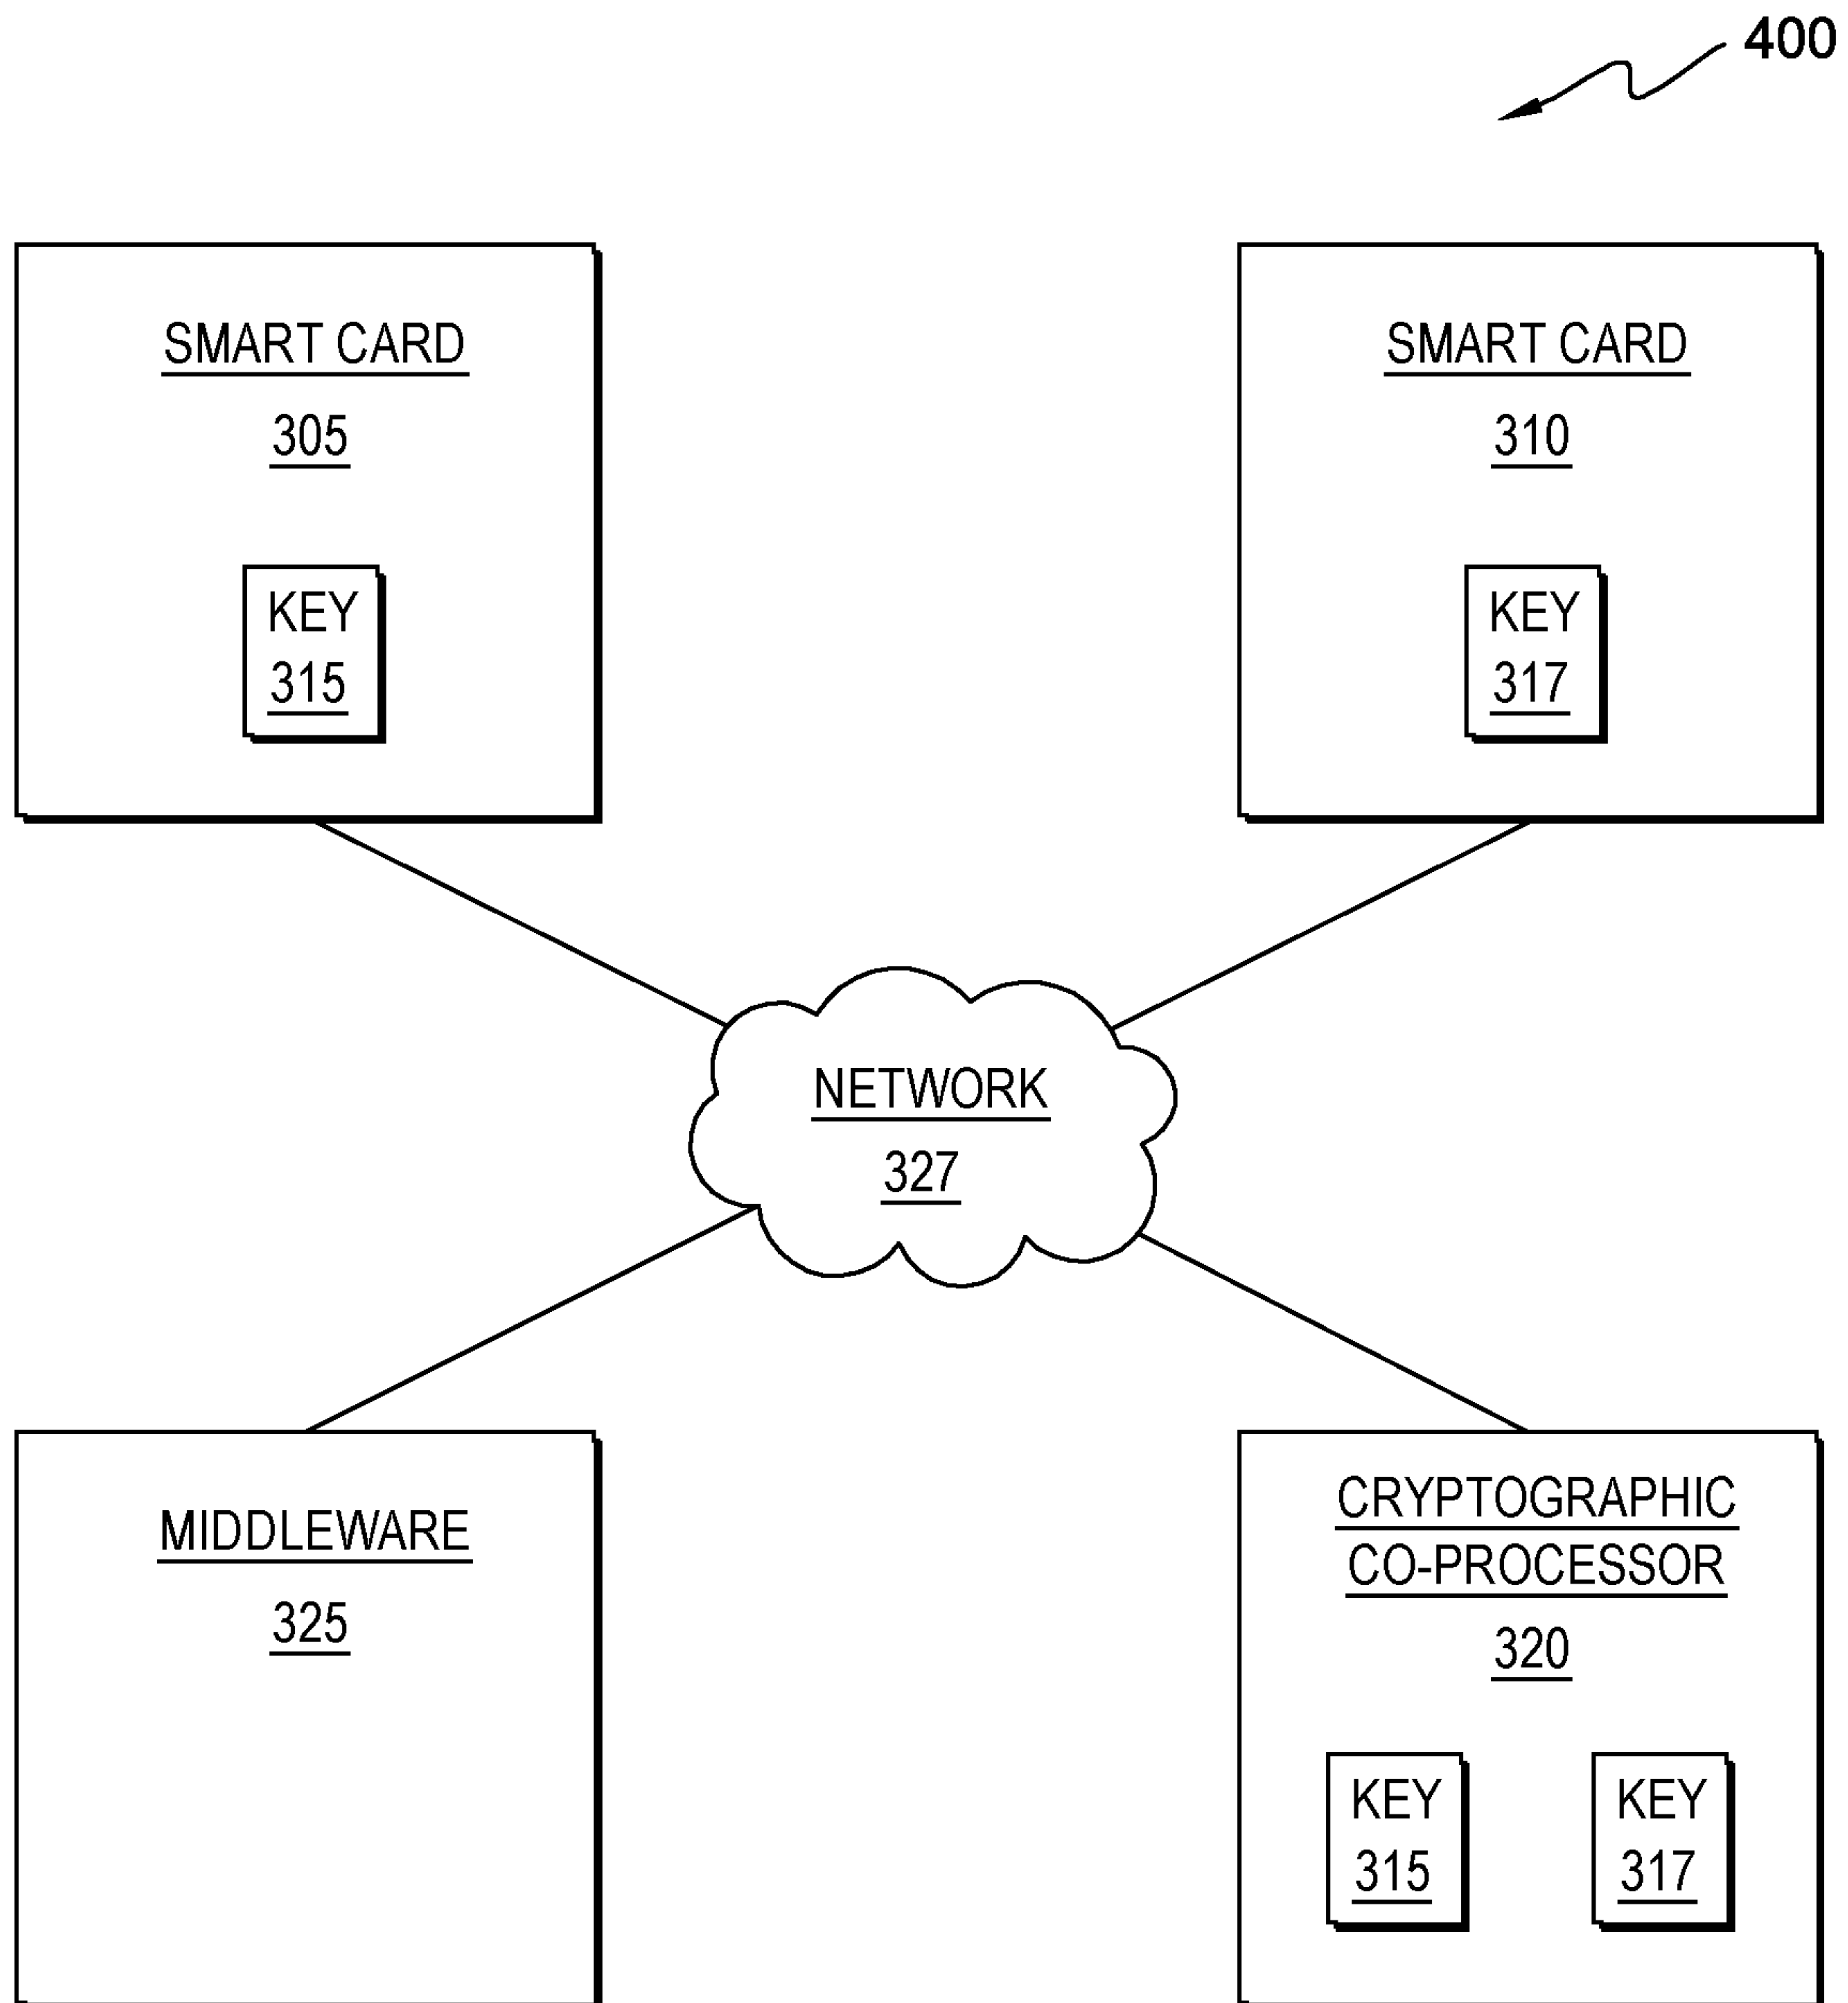 400
SMART CARD
305
KEY
315
SMART CARD
310
KEY
317
NETWORK
327
MIDDLEWARE
325
CRYPTOGRAPHIC
CO-PROCESSOR
320
KEY
315
KEY
317